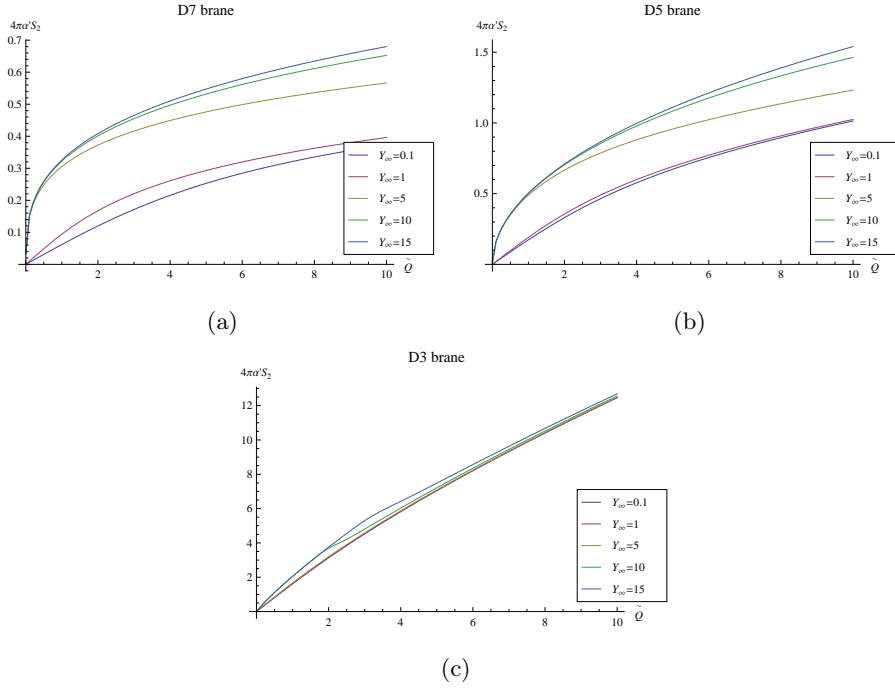 D7 brane
4πα'S₂
0.7
0.6
0.5
0.4
0.3
0.2
0.1
2
4
6
8
10
Q̃
Y∞=0.1
Y∞=1
Y∞=5
Y∞=10
Y∞=15
(a)
D5 brane
4πα'S₂
1.5
1.0
0.5
2
4
6
8
10
Q̃
Y∞=0.1
Y∞=1
Y∞=5
Y∞=10
Y∞=15
(b)
D3 brane
4πα'S₂
12
10
8
6
4
2
2
4
6
8
10
Q̃
Y∞=0.1
Y∞=1
Y∞=5
Y∞=10
Y∞=15
(c)